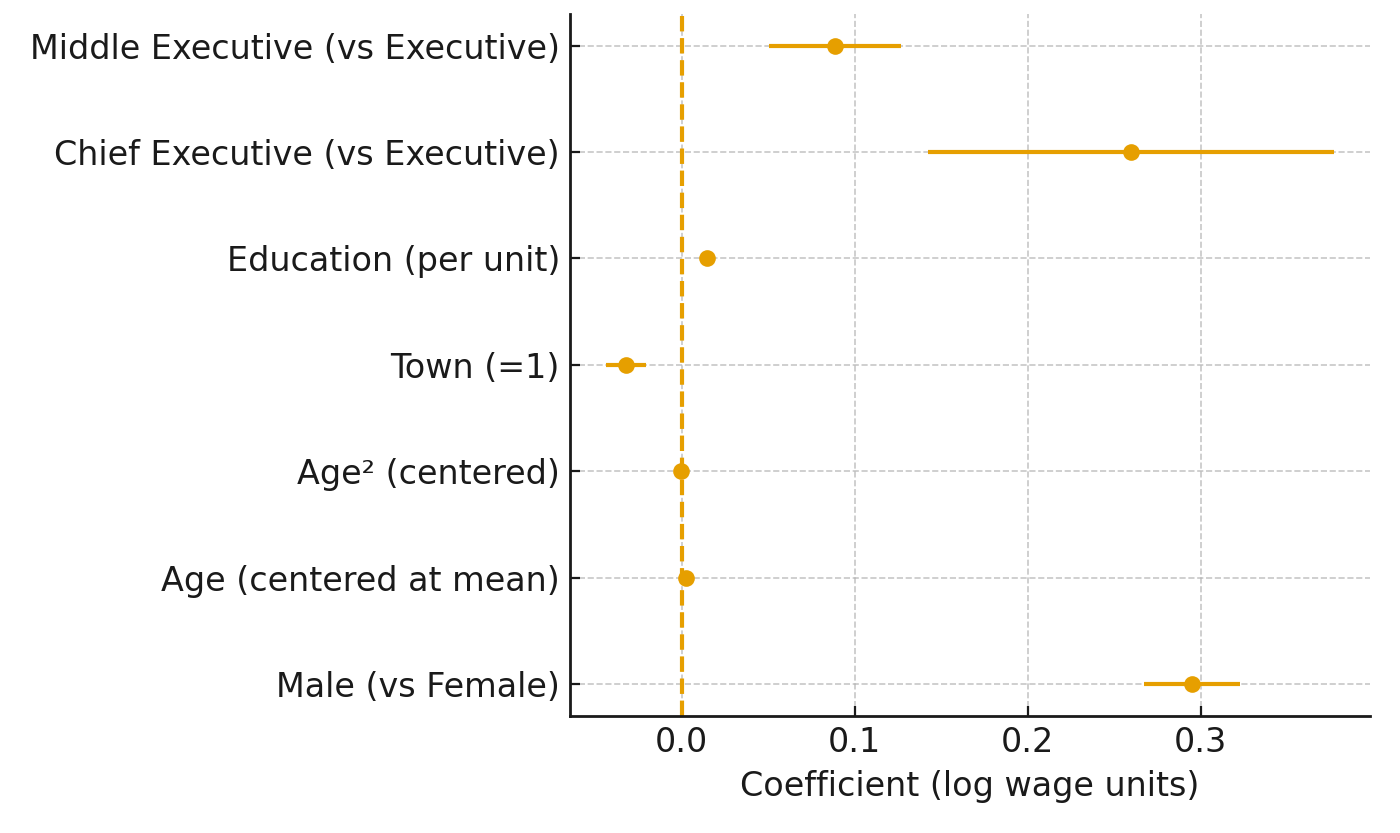 Middle Executive (vs Executive)
Chief Executive (vs Executive)
Education (per unit)
Town (=1)
Age² (centered)
Age (centered at mean)
Male (vs Female)
0.0 0.1 0.2 0.3
Coefficient (log wage units)